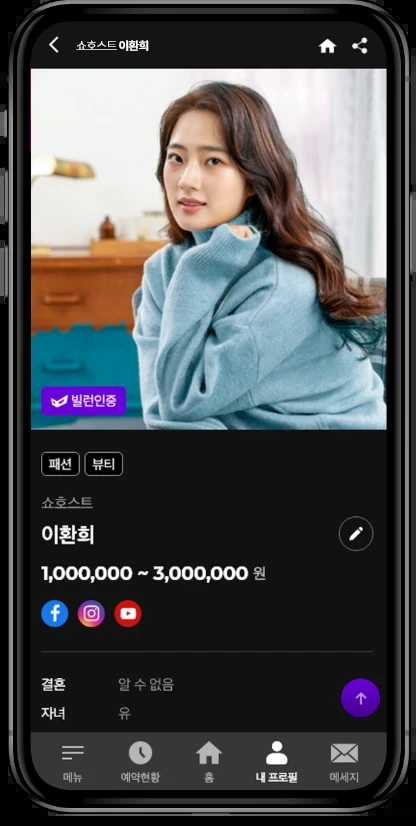 쇼호스트 이환희
빌런인증
패션 뷰티
쇼호스트
이환희
1,000,000 ~ 3,000,000 원
결혼 알 수 없음
자녀 유
메뉴 예약현황 홈 내 프로필 메세지